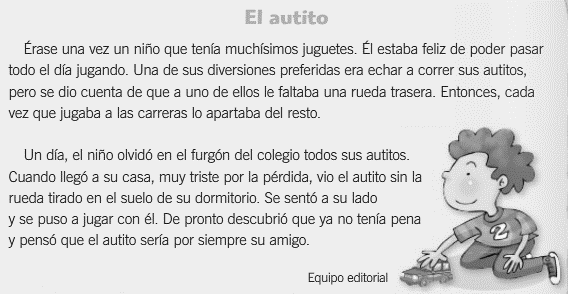 El autito
Érase una vez un niño que tenía muchísimos juguetes. Él estaba feliz de poder pasar
todo el día jugando. Una de sus diversiones preferidas era echar a correr sus autitos,
pero se dio cuenta de que a uno de ellos le faltaba una rueda trasera. Entonces, cada
vez que jugaba a las carreras lo apartaba del resto.
Un día, el niño olvidó en el furgón del colegio todos sus autitos.
Cuando llegó a su casa, muy triste por la pérdida, vio el autito sin la
rueda tirado en el suelo de su dormitorio. Se sentó a su lado
y se puso a jugar con él. De pronto descubrió que ya no tenía pena
y pensó que el autito sería por siempre su amigo.
2
Equipo editorial